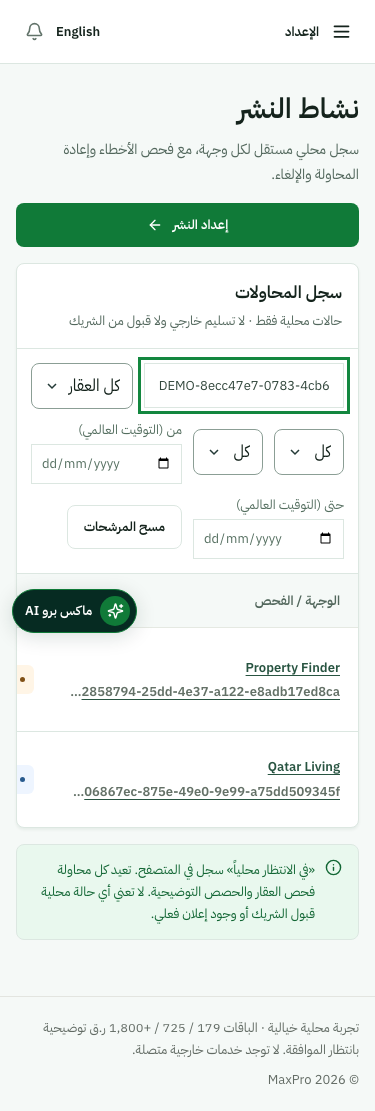 الإعداد
English
نشاط النشر
سجل محلي مستقل لكل وجهة، مع فحص الأخطاء وإعادة
المحاولة والإلغاء.
إعداد النشر
سجل المحاولات
حالات محلية فقط · لا تسليم خارجي ولا قبول من الشريك
DEMO-8ecc47e7-0783-4cb6
كل العقار
كل
كل
من (التوقيت العالمي)
dd/mm/yyyy
حتى (التوقيت العالمي)
dd/mm/yyyy
مسح المرشحات
الوجهة / الفحص
ماكس برو AI
Property Finder
2858794-25dd-4e37-a122-e8adb17ed8ca...
Qatar Living
06867ec-875e-49e0-9e99-a75dd509345f...
«في الانتظار محلياً» سجل في المتصفح. تعيد كل محاولة
فحص العقار والحصص التوضيحية. لا تعني أي حالة محلية
قبول الشريك أو وجود إعلان فعلي.
تجربة محلية خيالية · الباقات 179 / 725 / +1,800 ر.ق توضيحية
بانتظار الموافقة. لا توجد خدمات خارجية متصلة.
© 2026 MaxPro